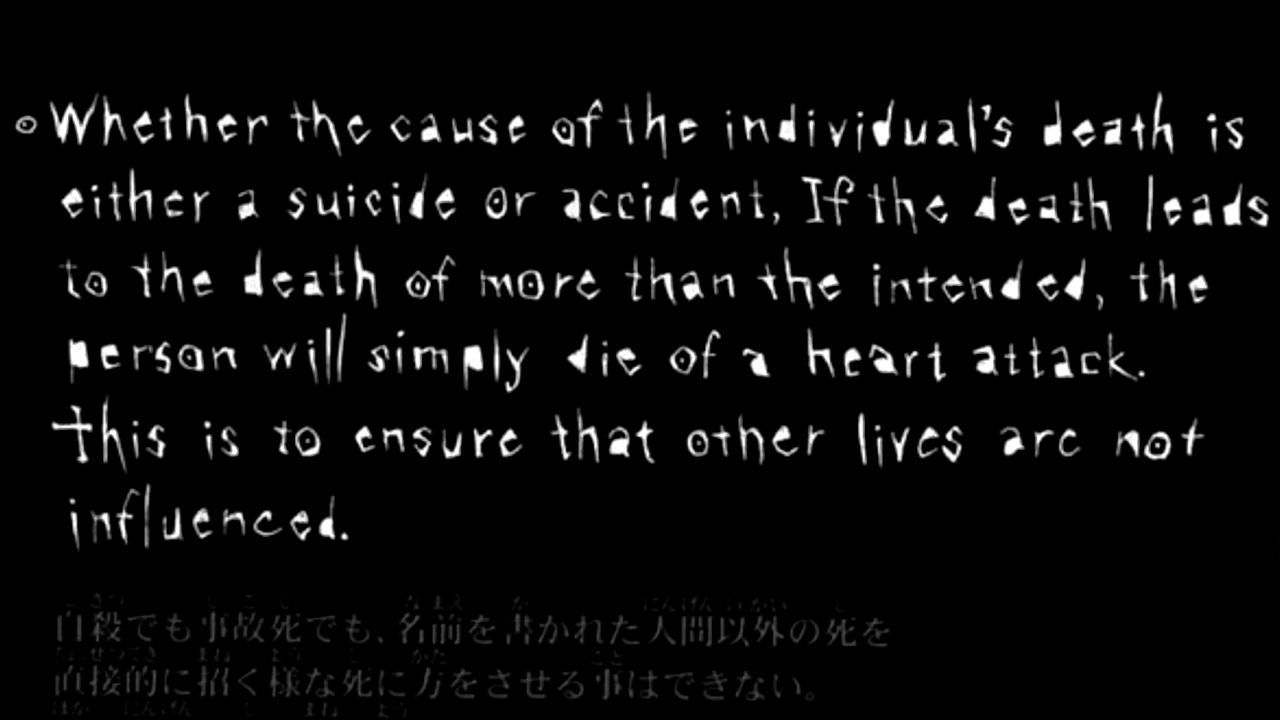 Whether the cause of the individual's death is
either a suicide or accident, If the death leads
to the death of more than the intended, the
person will simply die of a heart attack.
This is to ensure that other lives are not
influenced.
自殺でも事故死でも、名前を書かれた人間以外の死を
直接的に招く様な死に方をさせる事はできない。